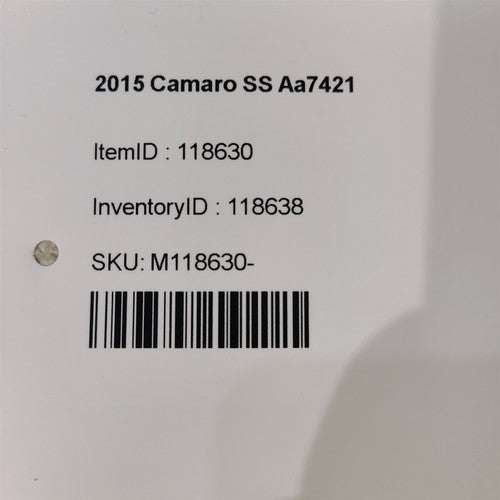 2015 Camaro SS Aa7421
ItemID : 118630
InventoryID : 118638
SKU: M118630-